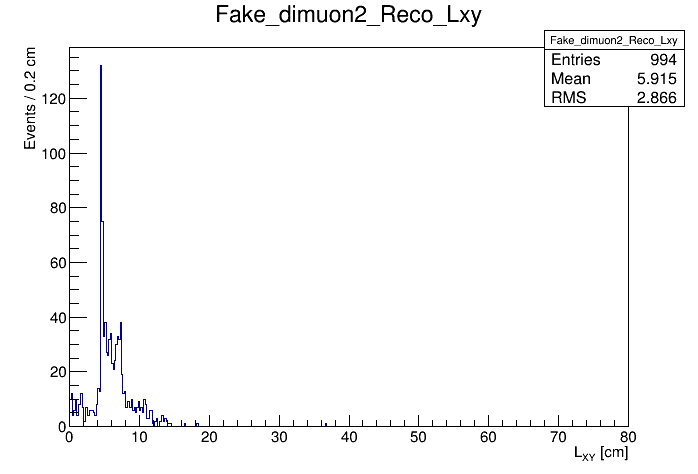 Fake_dimuon2_Reco_Lxy
Fake_dimuon2_Reco_Lxy
Entries 994
Mean 5.915
RMS 2.866
Events / 0.2 cm
120
100
80
60
40
20
0
0 10 20 30 40 50 60 70 80
L_XY [cm]